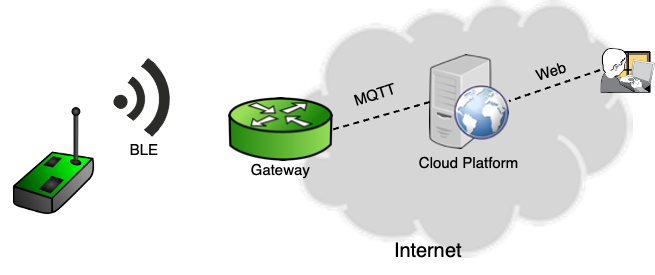 BLE
Gateway
MQTT
Cloud Platform
Web
Internet